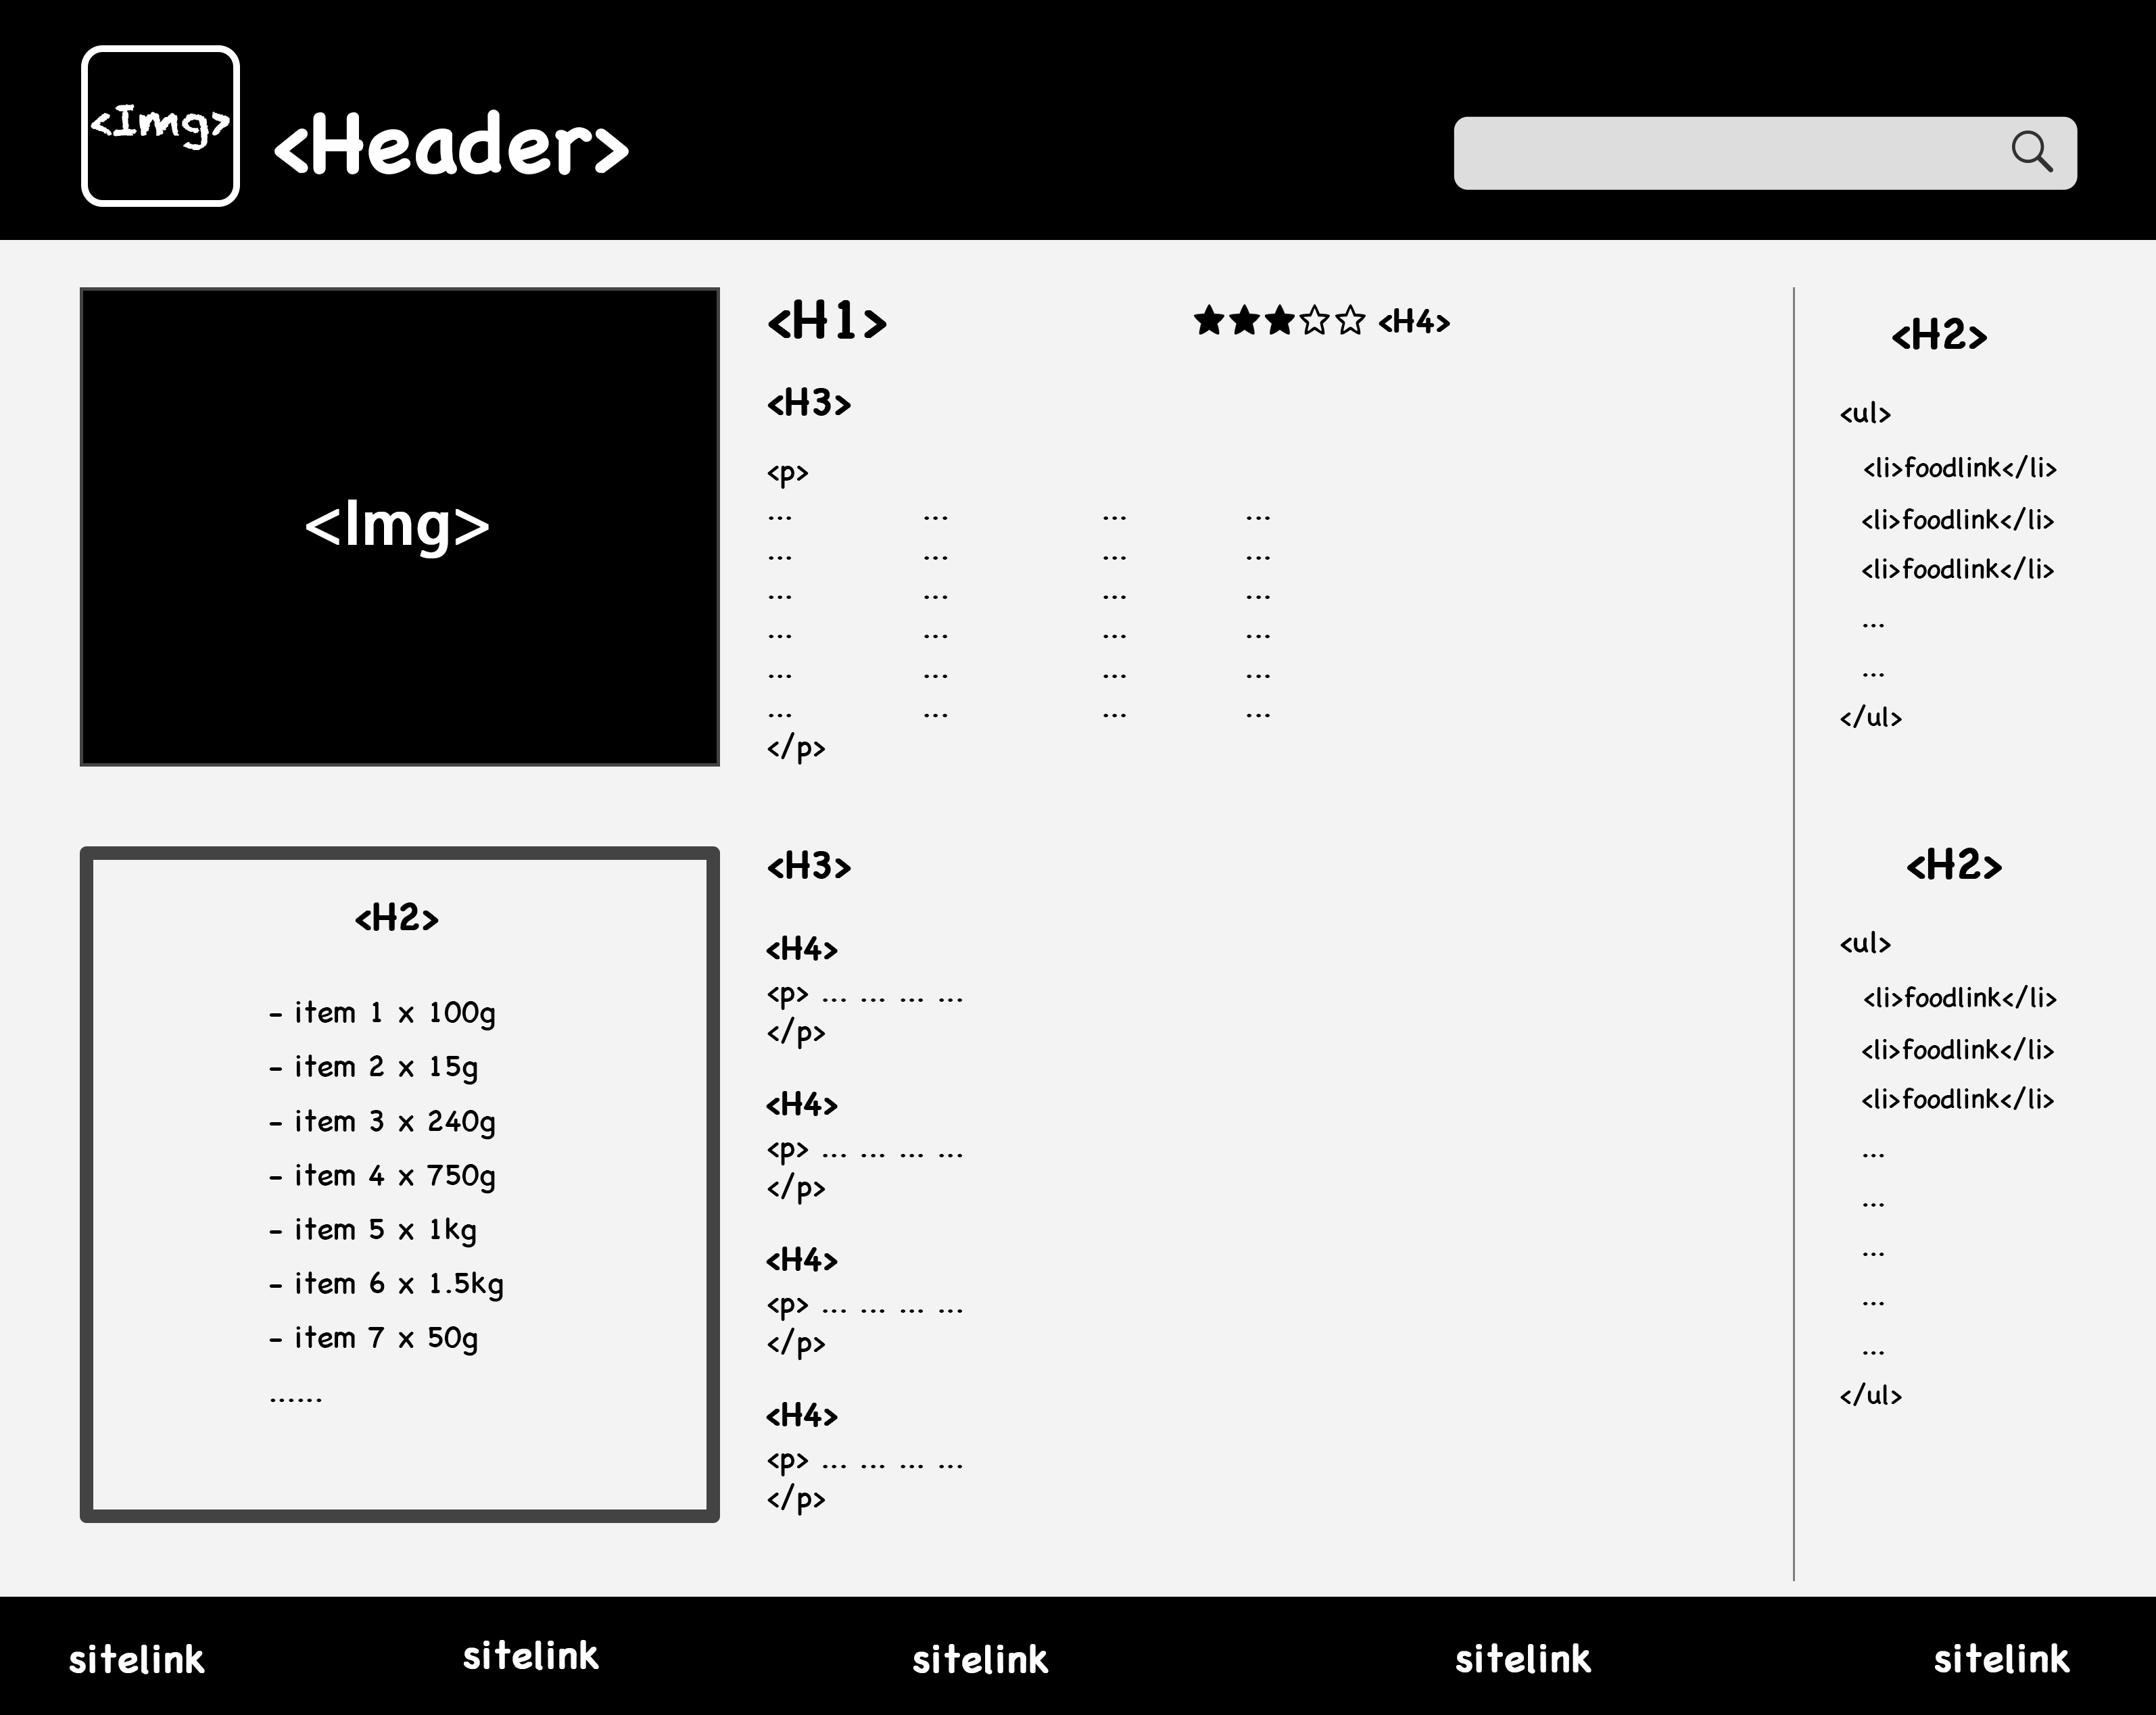 <Img>
<Header>
<Img>
<H1>
<H4>
<H3>
<p>
... ... ... ...
... ... ... ...
... ... ... ...
... ... ... ...
... ... ... ...
... ... ... ...
</p>
<H2>
- item 1 x 100g
- item 2 x 15g
- item 3 x 240g
- item 4 x 750g
- item 5 x 1kg
- item 6 x 1.5kg
- item 7 x 50g
......
<H3>
<H4>
<p> ... ... ... ...
</p>
<H4>
<p> ... ... ... ...
</p>
<H4>
<p> ... ... ... ...
</p>
<H4>
<p> ... ... ... ...
</p>
<H2>
<ul>
<li>foodlink</li>
<li>foodlink</li>
<li>foodlink</li>
...
...
</ul>
<H2>
<ul>
<li>foodlink</li>
<li>foodlink</li>
<li>foodlink</li>
...
...
...
...
...
</ul>
sitelink sitelink sitelink sitelink sitelink